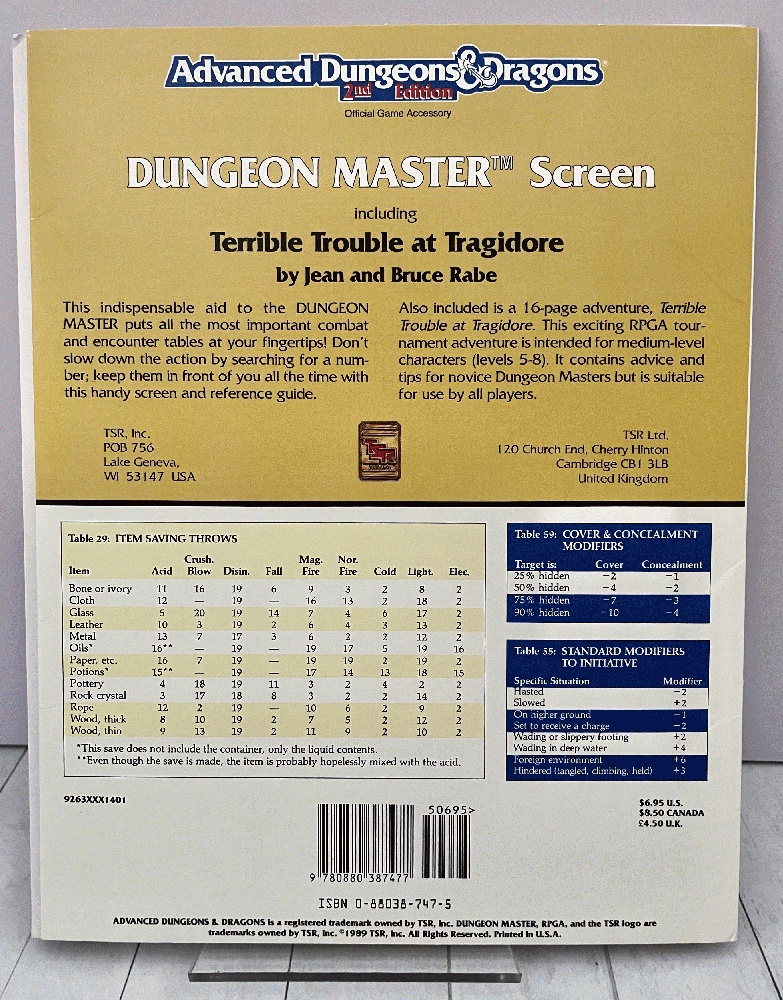 Advanced Dungeons & Dragons®
2nd Edition
Official Game Accessory
DUNGEON MASTER™ Screen
including
Terrible Trouble at Tragidore
by Jean and Bruce Rabe
This indispensable aid to the DUNGEON
MASTER puts all the most important combat
and encounter tables at your fingertips! Don't
slow down the action by searching for a num-
ber; keep them in front of you all the time with
this handy screen and reference guide.
Also included is a 16-page adventure, Terrible
Trouble at Tragidore. This exciting RPGA tour-
nament adventure is intended for medium-level
characters (levels 5-8). It contains advice and
tips for novice Dungeon Masters but is suitable
for use by all players.
TSR, Inc.
POB 756
Lake Geneva,
WI 53147 USA
TSR
TSR Ltd.
120 Church End, Cherry Hinton
Cambridge CB1 3LB
United Kingdom
Table 29: ITEM SAVING THROWS
Crush. Mag. Nor.
Item Acid Blow Disin. Fall Fire Fire Cold Light. Elec.
Bone or ivory 11 16 19 6 9 3 2 8 2
Cloth 12 — 19 — 16 13 2 18 2
Glass 5 20 19 14 7 4 6 17 2
Leather 10 3 19 2 6 4 3 13 2
Metal 13 7 17 3 6 2 2 12 2
Oils* 16** — 19 — 19 17 5 19 16
Paper, etc. 16 7 19 — 19 19 2 19 2
Potions* 15** — 19 — 17 14 13 18 15
Pottery 4 18 19 11 3 2 4 2 2
Rock crystal 3 17 18 8 3 2 2 14 2
Rope 12 2 19 — 10 6 2 9 2
Wood, thick 8 10 19 2 7 5 2 12 2
Wood, thin 9 13 19 2 11 9 2 10 2
*This save does not include the container, only the liquid contents.
**Even though the save is made, the item is probably hopelessly mixed with the acid.
Table 59: COVER & CONCEALMENT
MODIFIERS
Target is: Cover Concealment
25% hidden −2 −1
50% hidden −4 −2
75% hidden −7 −3
90% hidden −10 −4
Table 55: STANDARD MODIFIERS
TO INITIATIVE
Specific Situation Modifier
Hasted −2
Slowed +2
On higher ground −1
Set to receive a charge −2
Wading or slippery footing +2
Wading in deep water +4
Foreign environment +6
Hindered (tangled, climbing, held) +3
9263XXX1401
50695>
9 780880 387477
ISBN 0-88038-747-5
$6.95 U.S.
$8.50 CANADA
£4.50 U.K.
ADVANCED DUNGEONS & DRAGONS is a registered trademark owned by TSR, Inc. DUNGEON MASTER, RPGA, and the TSR logo are
trademarks owned by TSR, Inc. ©1989 TSR, Inc. All Rights Reserved. Printed in U.S.A.